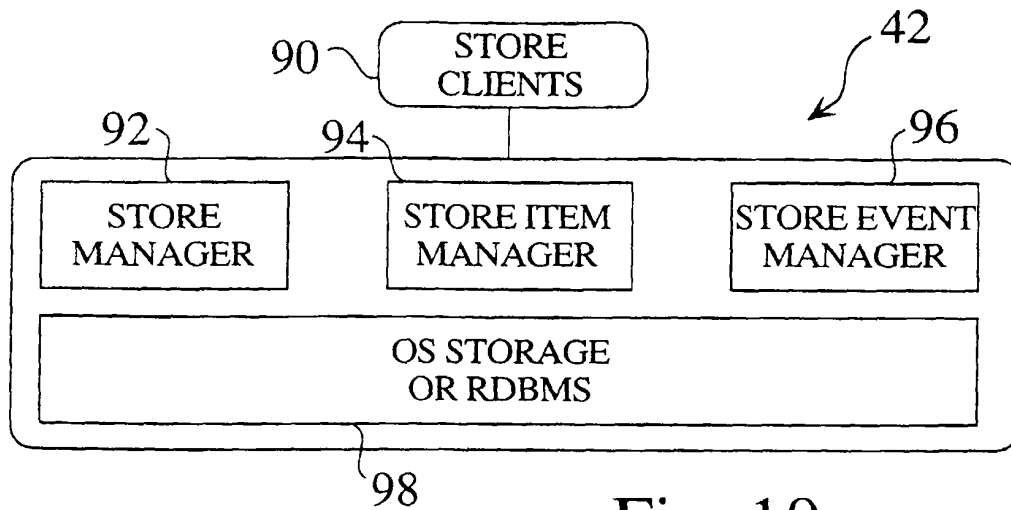 42
90
STORE
CLIENTS
92
94
96
STORE
MANAGER
STORE ITEM
MANAGER
STORE EVENT
MANAGER
OS STORAGE
OR RDBMS
98